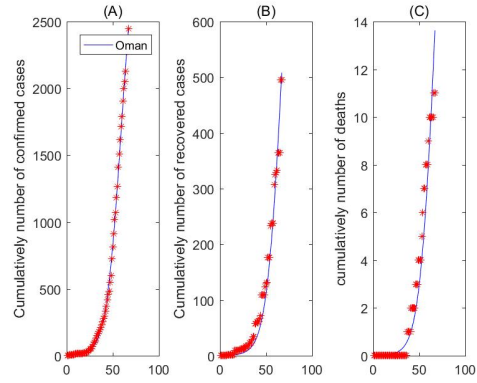 (A)
Cumulatively number of confirmed cases
2500
2000
1500
1000
500
0
0 50 100
Oman
(B)
Cumulatively number of recovered cases
600
500
400
300
200
100
0
0 50 100
(C)
cumulatively number of deaths
14
12
10
8
6
4
2
0
0 50 100